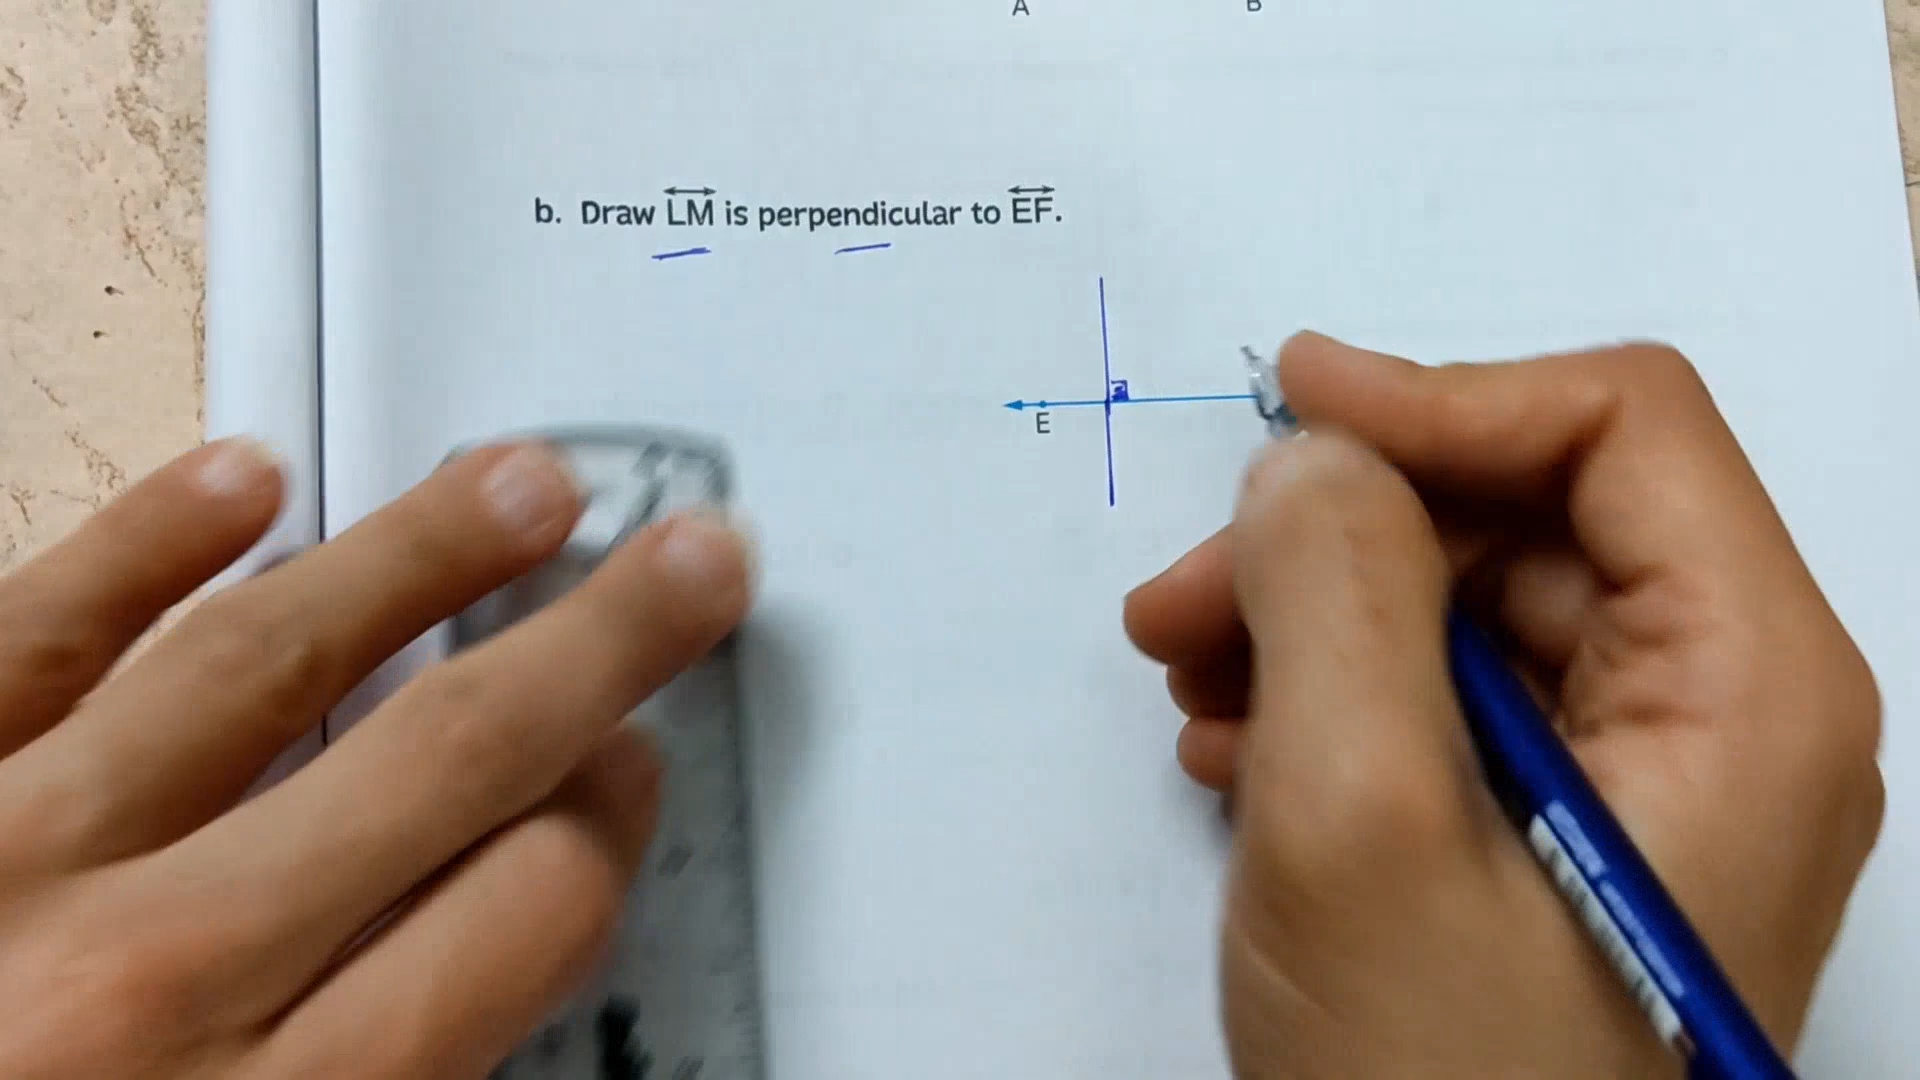 A B
b. Draw LM is perpendicular to EF.
E